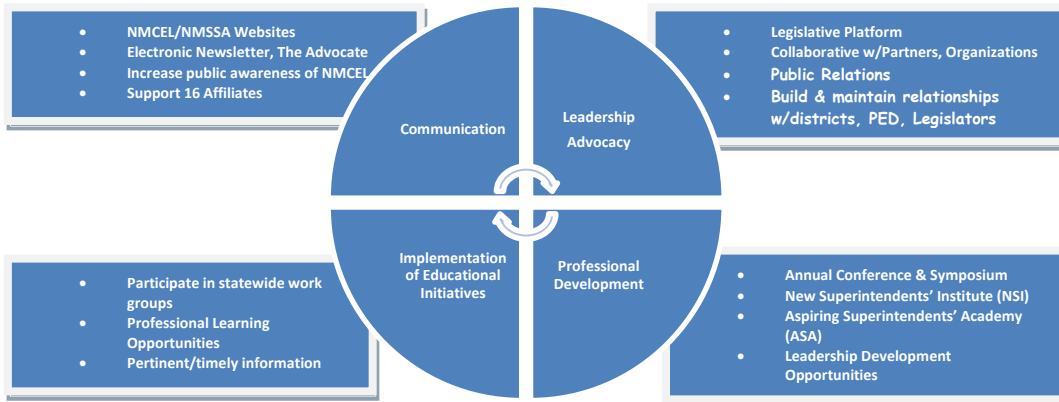 • NMCEL/NMSSA Websites
• Electronic Newsletter, The Advocate
• Increase public awareness of NMCEL
• Support 16 Affiliates
Communication
Leadership
Advocacy
• Legislative Platform
• Collaborative w/Partners, Organizations
• Public Relations
• Build & maintain relationships
w/districts, PED, Legislators
• Participate in statewide work
groups
• Professional Learning
Opportunities
• Pertinent/timely information
Implementation
of Educational
Initiatives
Professional
Development
• Annual Conference & Symposium
• New Superintendents’ Institute (NSI)
• Aspiring Superintendents’ Academy
(ASA)
• Leadership Development
Opportunities